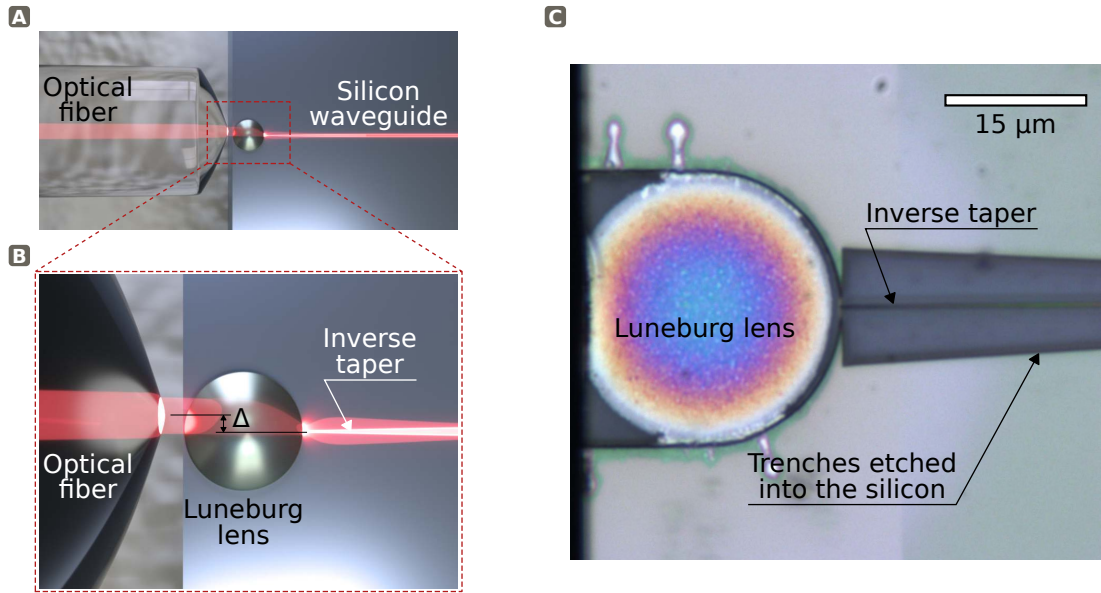 A
Optical
fiber
Silicon
waveguide
B
Inverse
taper
Δ
Optical
fiber
Luneburg
lens
C
15 μm
Inverse taper
Luneburg lens
Trenches etched
into the silicon